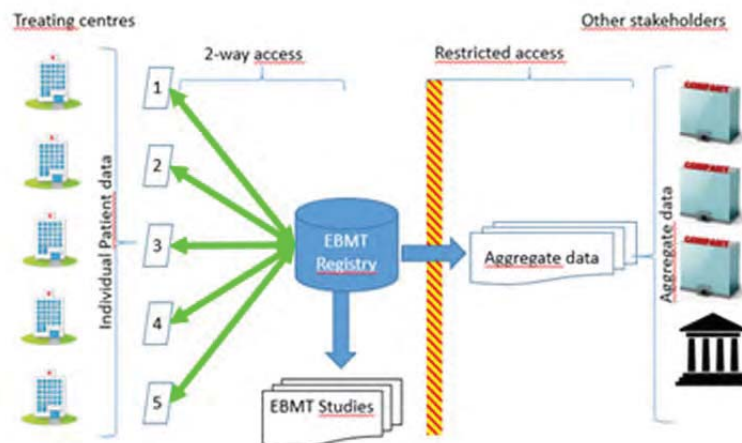 Treating centres
Other stakeholders
2-way access
Restricted access
Individual Patient data
1
2
3
4
5
EBMT
Registry
Aggregate data
EBMT Studies
COMPANY
COMPANY
COMPANY
Aggregate data